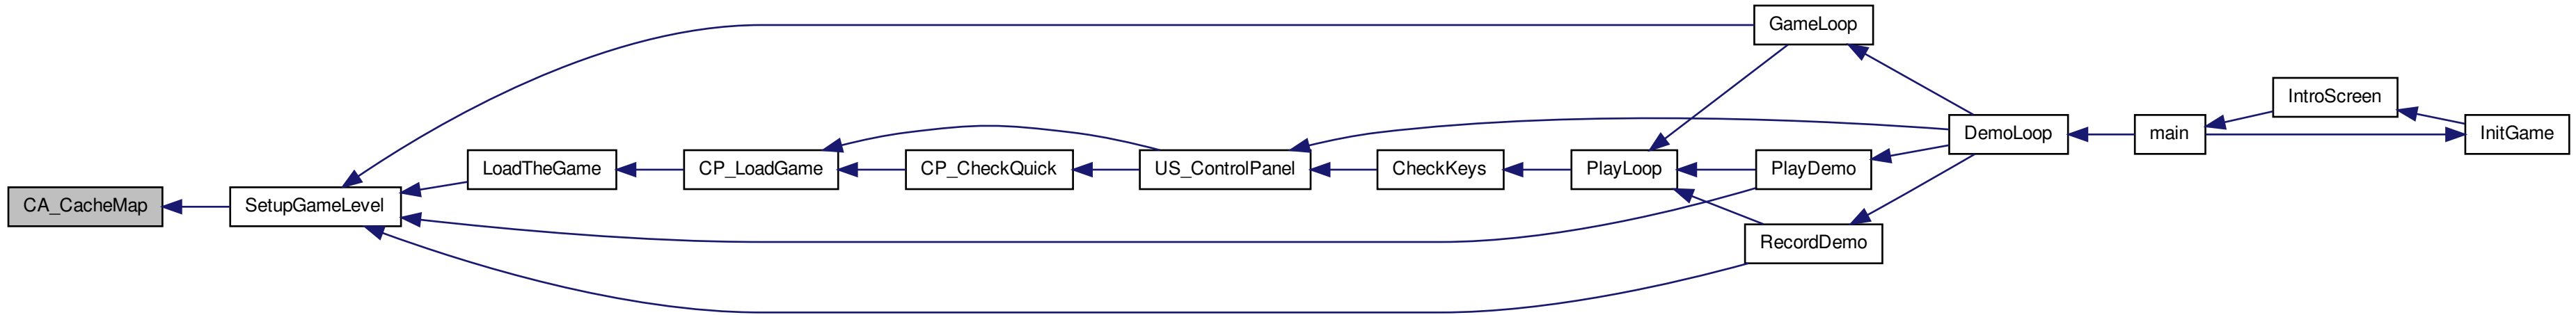 GameLoop
IntroScreen
DemoLoop
main
InitGame
LoadTheGame
CP_LoadGame
CP_CheckQuick
US_ControlPanel
CheckKeys
PlayLoop
PlayDemo
CA_CacheMap
SetupGameLevel
RecordDemo